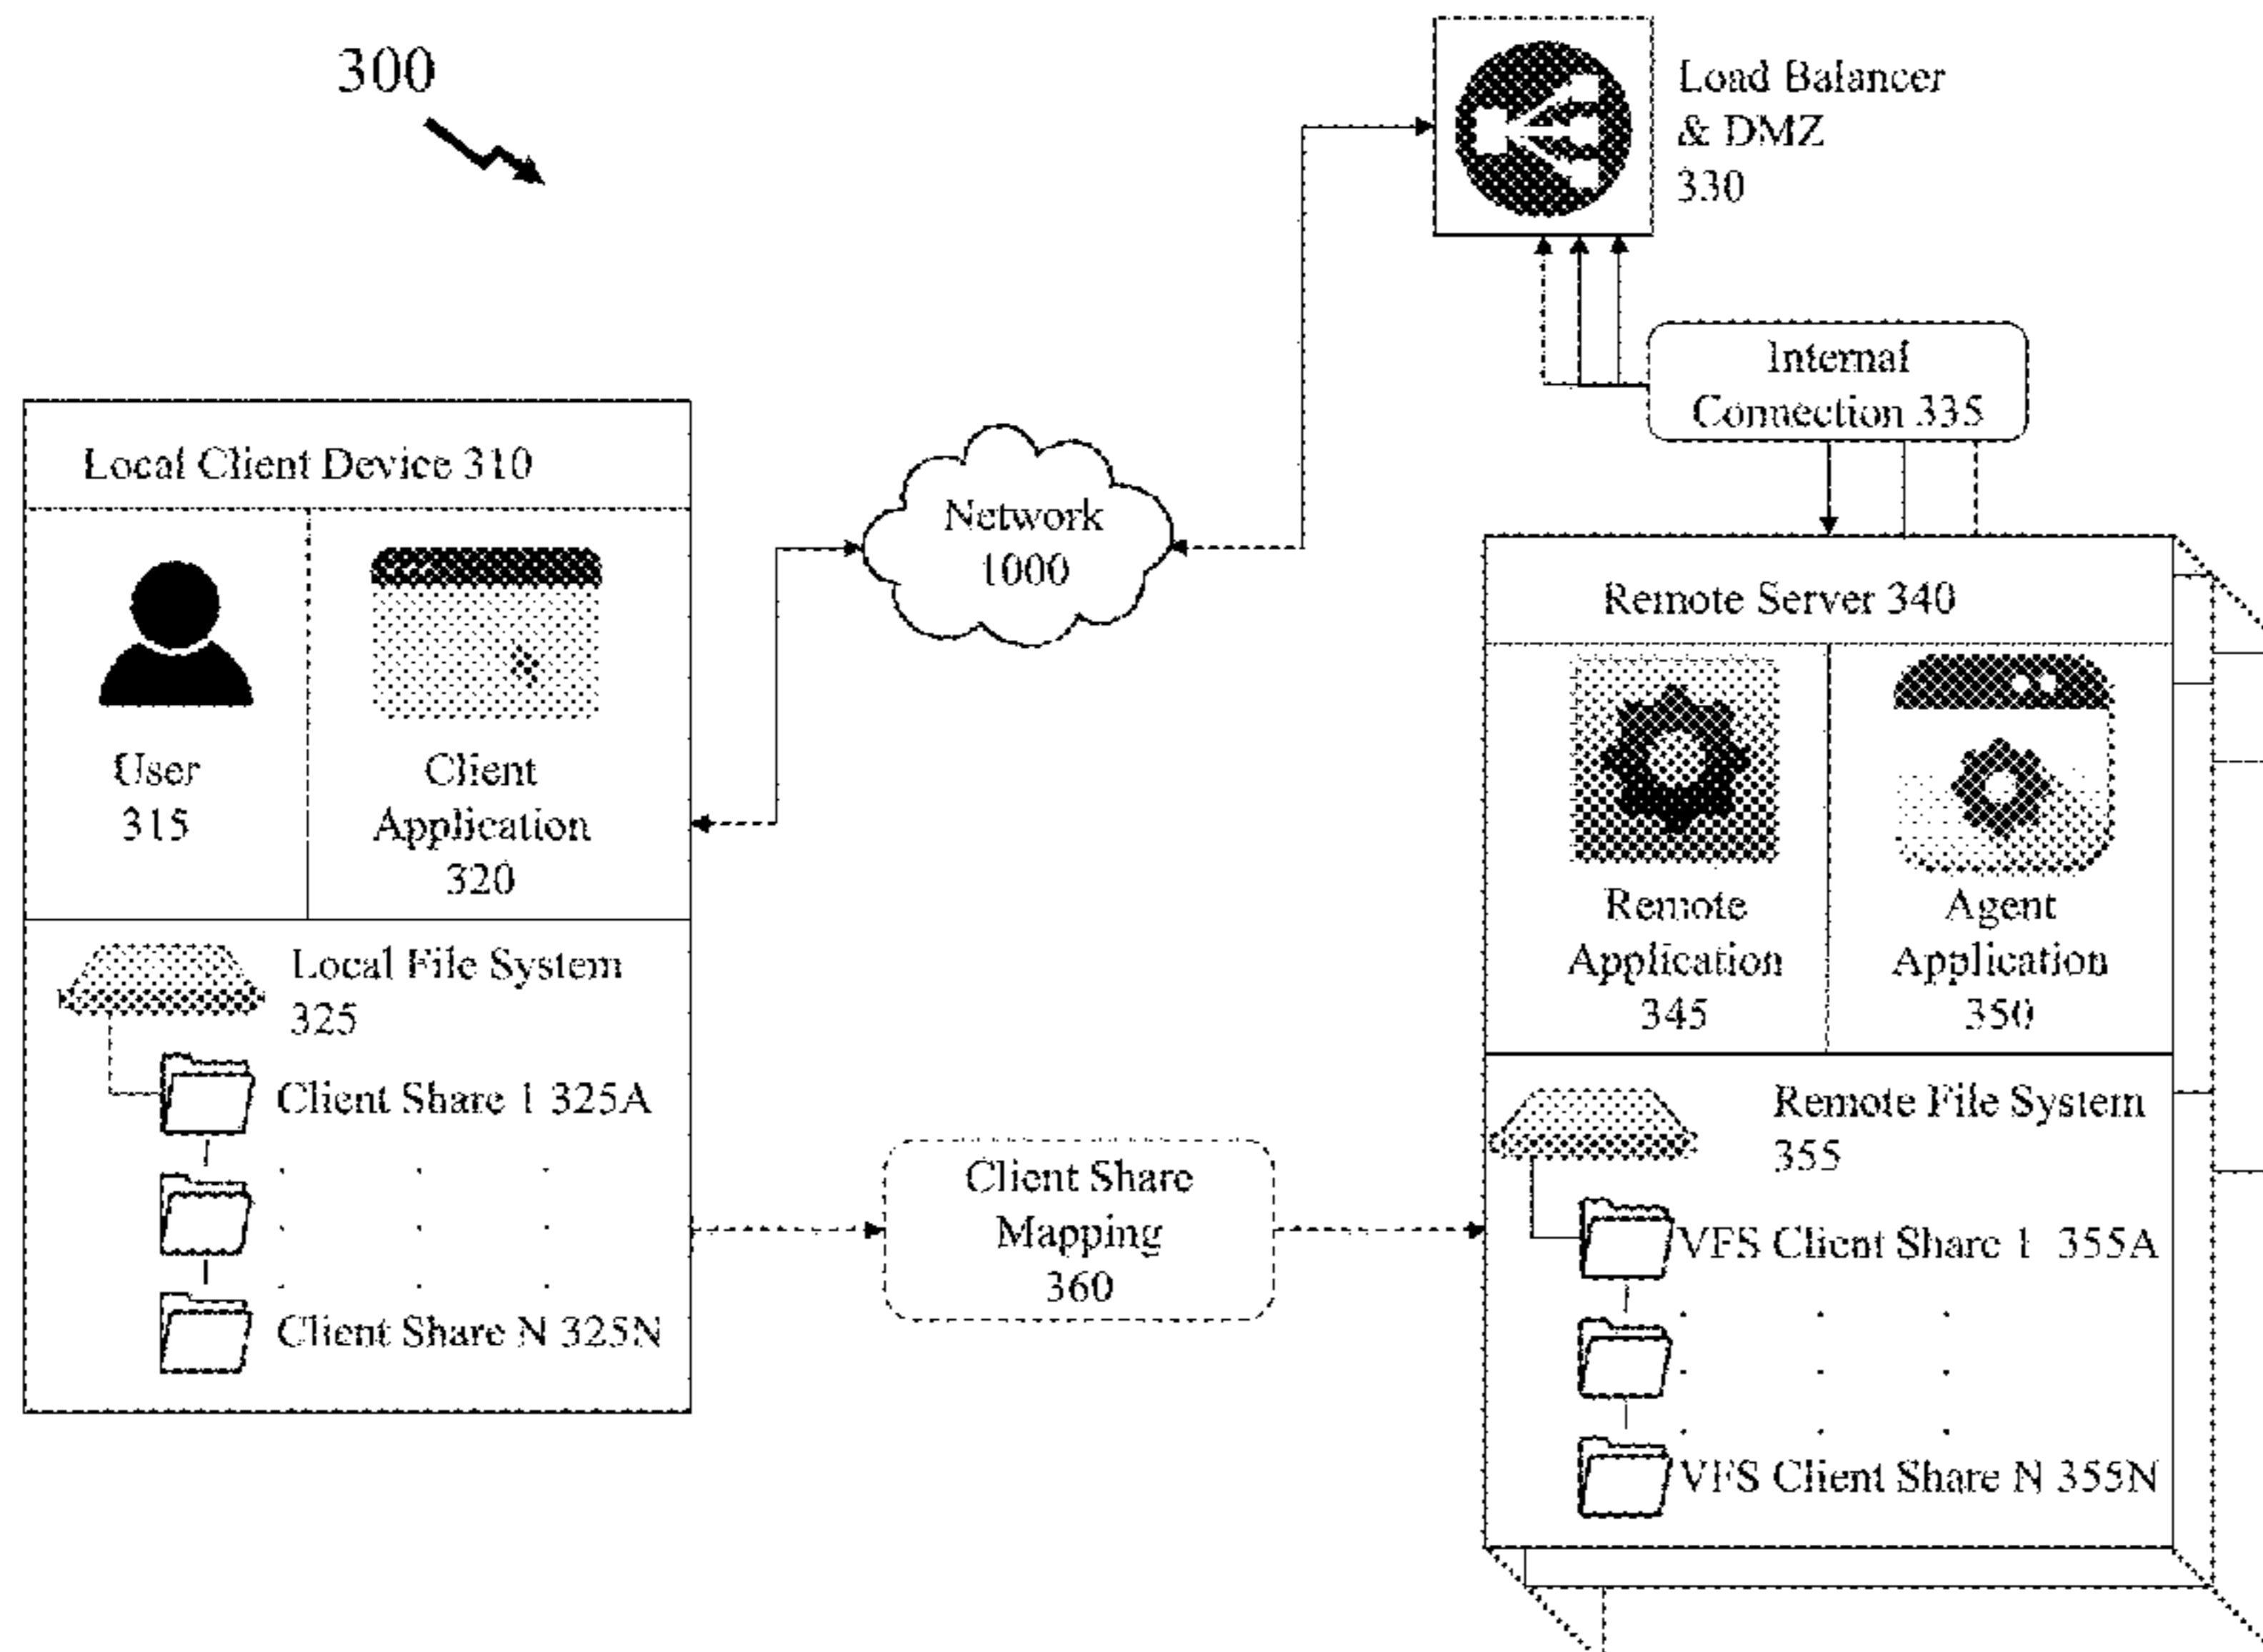 300
Load Balancer
& DMZ
330
Internal
Connection 335
Local Client Device 310
Network
1000
User
315
Client
Application
320
Local File System
325
Client Share 1 325A
Client Share N 325N
Client Share
Mapping
360
Remote Server 340
Remote
Application
345
Agent
Application
350
Remote File System
355
VFS Client Share 1 355A
VFS Client Share N 355N